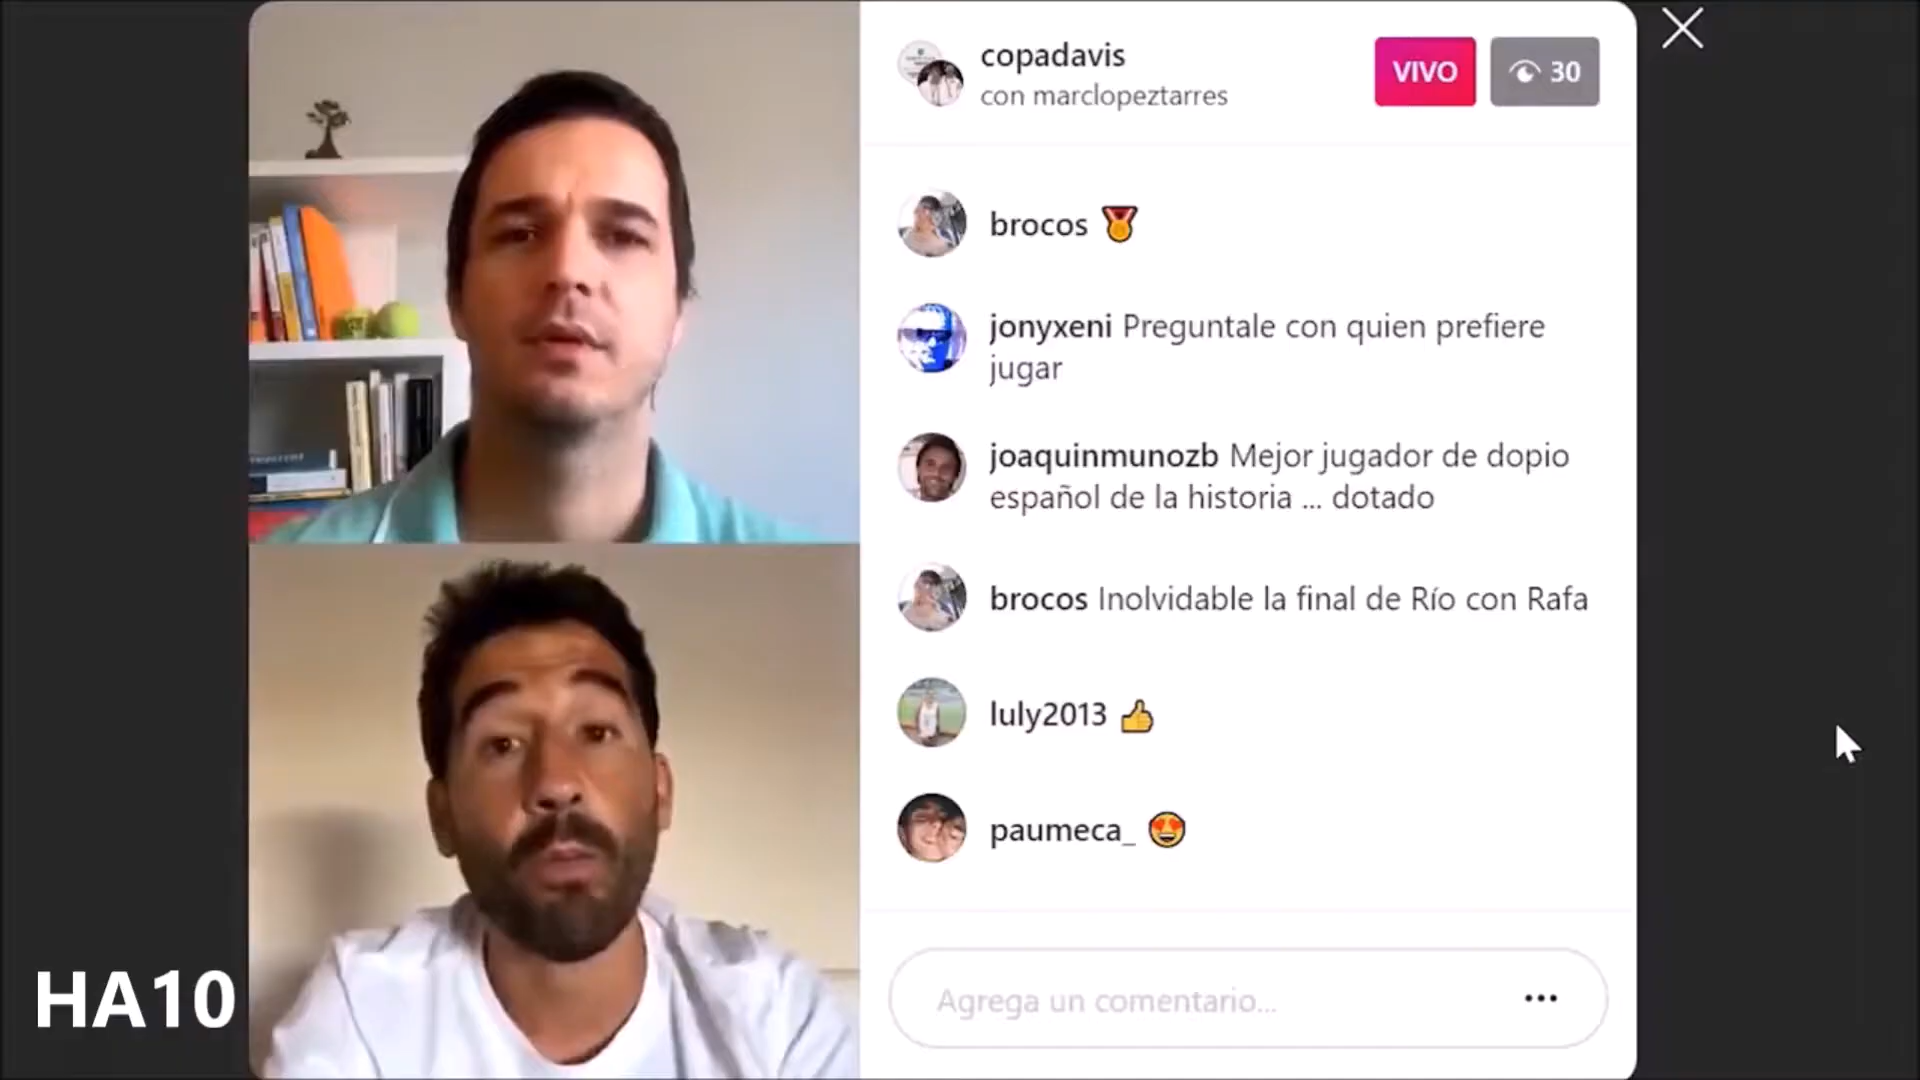 copadavis
con marclopeztarres
VIVO
30
brocos 🏅
jonyxeni Preguntale con quien prefiere
jugar
joaquinmunozb Mejor jugador de dopio
español de la historia ... dotado
brocos Inolvidable la final de Río con Rafa
luly2013 👍
paumeca_ 😍
Agrega un comentario...
HA10